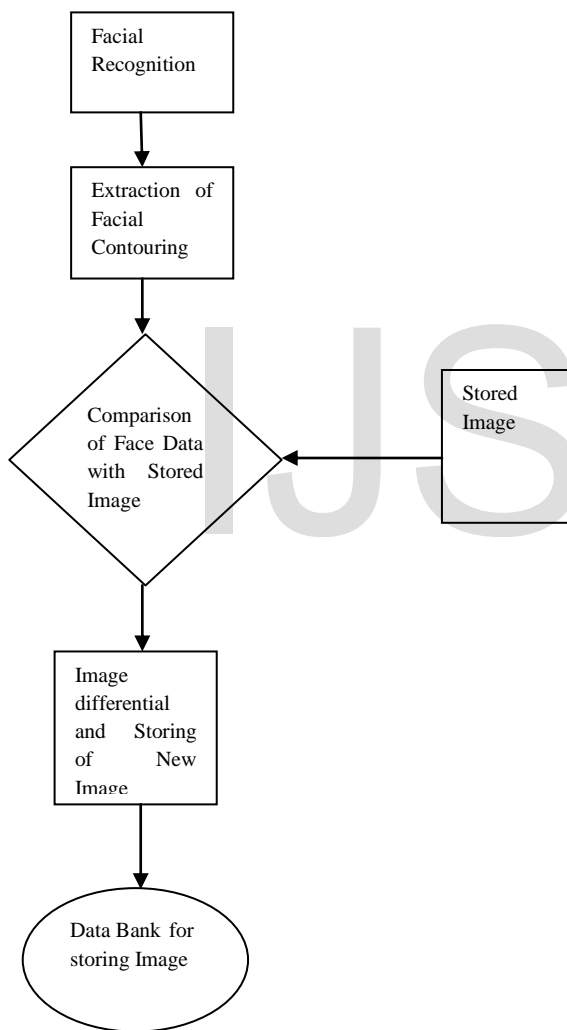 Facial
Recognition
Extraction of
Facial
Contouring
IJS
Comparison
of Face Data
with Stored
Image
Stored
Image
Image
differential
and Storing
of New
Image
Data Bank for
storing Image